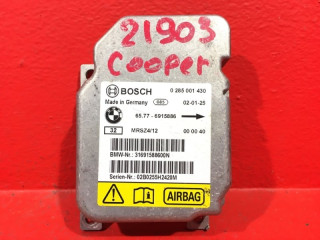 21903
Cooper
BOSCH
0 285 001 430
Made in Germany
02-01-25
65.77 - 6915886
32
MRSZ4/12
00 00 40
BMW-Nr.: 31691588600N
Serien-Nr.: 02B0255H2428M
AIRBAG